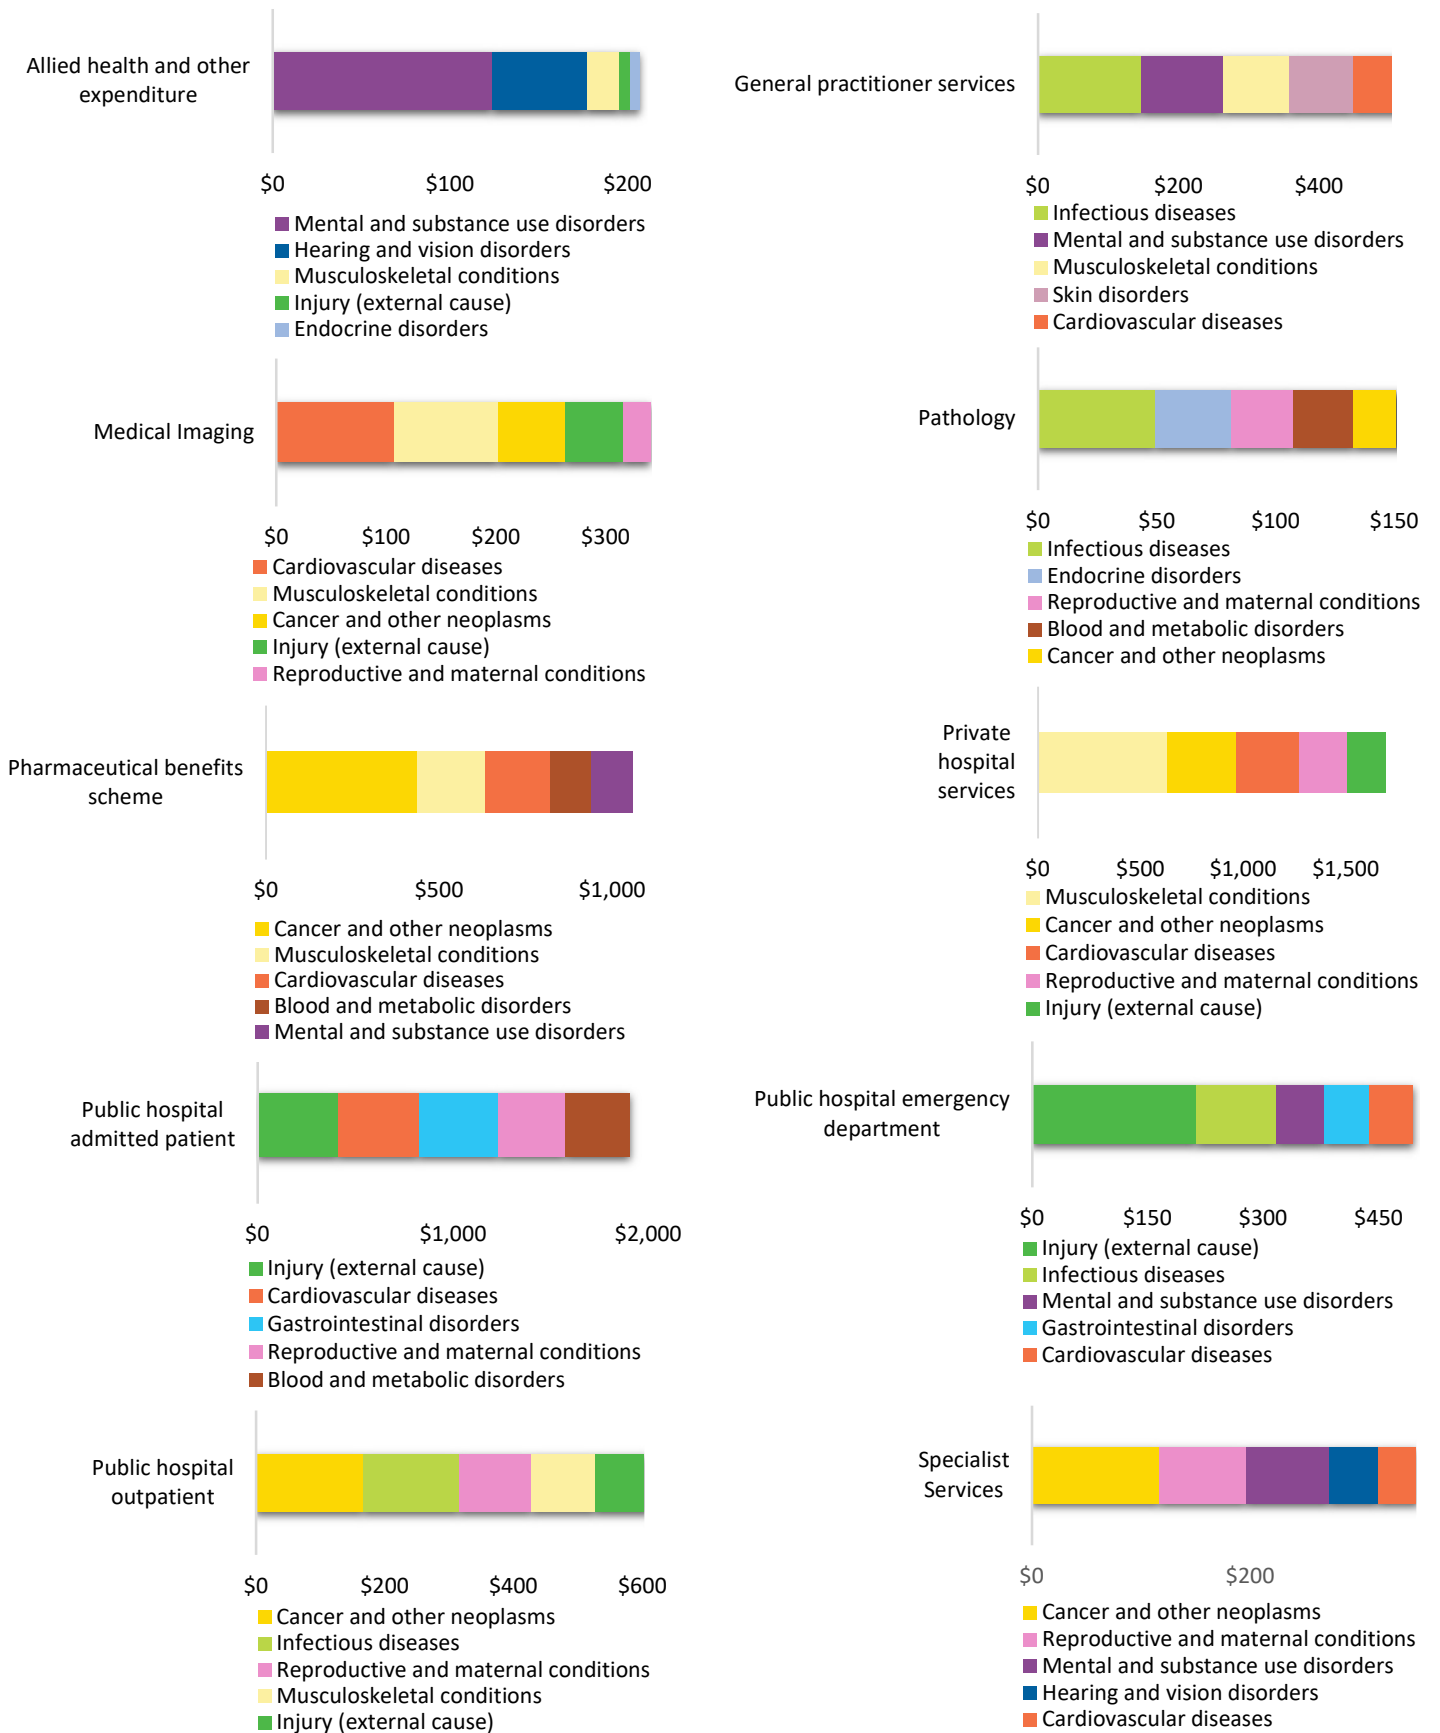 Allied health and other
expenditure
$0 $100 $200
Mental and substance use disorders
Hearing and vision disorders
Musculoskeletal conditions
Injury (external cause)
Endocrine disorders
General practitioner services
$0 $200 $400
Infectious diseases
Mental and substance use disorders
Musculoskeletal conditions
Skin disorders
Cardiovascular diseases
Medical Imaging
$0 $100 $200 $300
Cardiovascular diseases
Musculoskeletal conditions
Cancer and other neoplasms
Injury (external cause)
Reproductive and maternal conditions
Pathology
$0 $50 $100 $150
Infectious diseases
Endocrine disorders
Reproductive and maternal conditions
Blood and metabolic disorders
Cancer and other neoplasms
Pharmaceutical benefits
scheme
$0 $500 $1,000
Cancer and other neoplasms
Musculoskeletal conditions
Cardiovascular diseases
Blood and metabolic disorders
Mental and substance use disorders
Private
hospital
services
$0 $500 $1,000 $1,500
Musculoskeletal conditions
Cancer and other neoplasms
Cardiovascular diseases
Reproductive and maternal conditions
Injury (external cause)
Public hospital
admitted patient
$0 $1,000 $2,000
Injury (external cause)
Cardiovascular diseases
Gastrointestinal disorders
Reproductive and maternal conditions
Blood and metabolic disorders
Public hospital emergency
department
$0 $150 $300 $450
Injury (external cause)
Infectious diseases
Mental and substance use disorders
Gastrointestinal disorders
Cardiovascular diseases
Public hospital
outpatient
$0 $200 $400 $600
Cancer and other neoplasms
Infectious diseases
Reproductive and maternal conditions
Musculoskeletal conditions
Injury (external cause)
Specialist
Services
$0 $200
Cancer and other neoplasms
Reproductive and maternal conditions
Mental and substance use disorders
Hearing and vision disorders
Cardiovascular diseases